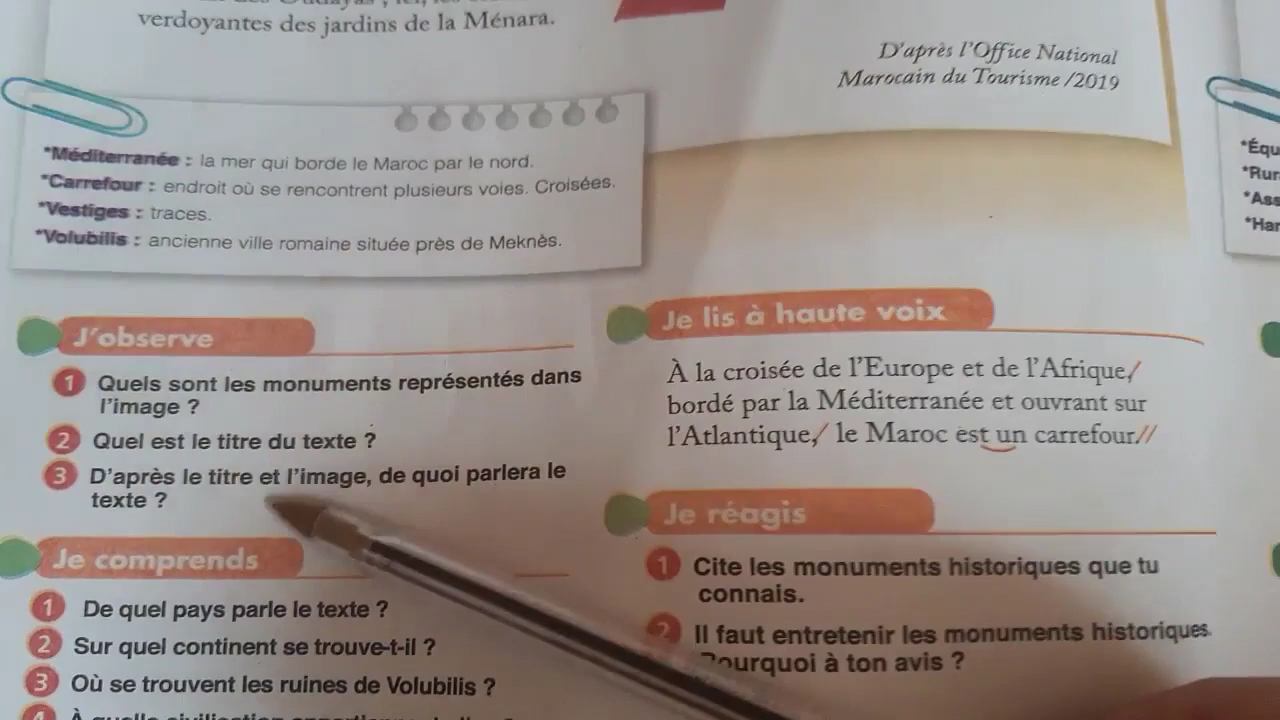 verdoyantes des jardins de la Ménara.
D'après l'Office National
Marocain du Tourisme /2019
*Méditerranée : la mer qui borde le Maroc par le nord.
*Carrefour : endroit où se rencontrent plusieurs voies. Croisées.
*Vestiges : traces.
*Volubilis : ancienne ville romaine située près de Meknès.
J'observe
1 Quels sont les monuments représentés dans
l'image ?
2 Quel est le titre du texte ?
3 D'après le titre et l'image, de quoi parlera le
texte ?
Je comprends
1 De quel pays parle le texte ?
2 Sur quel continent se trouve-t-il ?
3 Où se trouvent les ruines de Volubilis ?
Je lis à haute voix
À la croisée de l'Europe et de l'Afrique/
bordé par la Méditerranée et ouvrant sur
l'Atlantique,/ le Maroc est un carrefour//
Je réagis
1 Cite les monuments historiques que tu
connais.
2 Il faut entretenir les monuments historiques.
Pourquoi à ton avis ?
*Équ
*Rur
*Ass
*Har